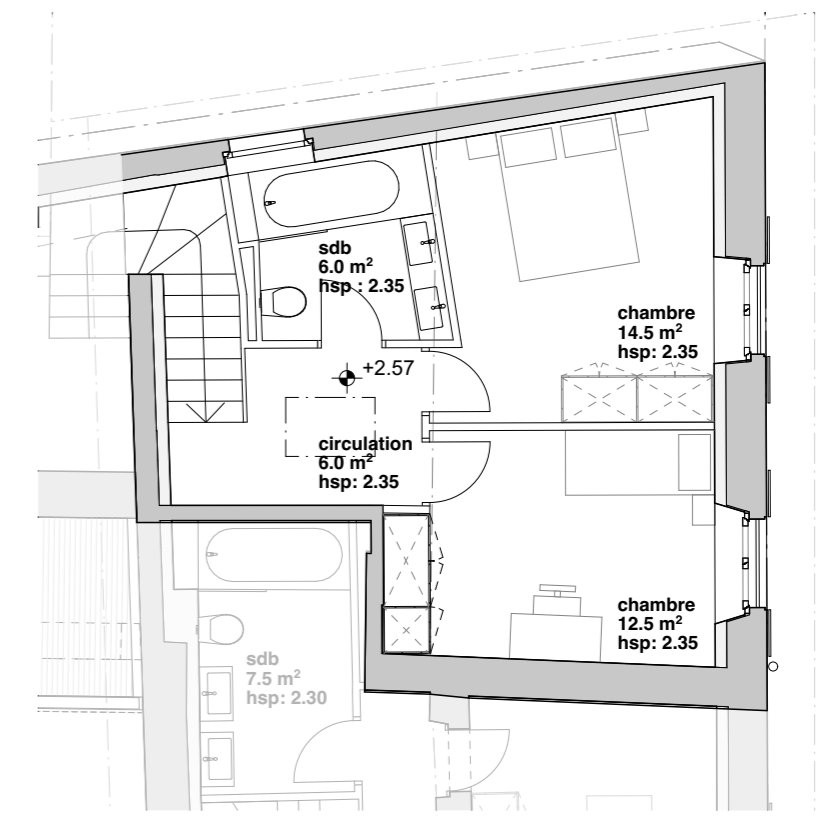 sdb
6.0 m²
hsp : 2.35
chambre
14.5 m²
hsp: 2.35
+2.57
circulation
6.0 m²
hsp: 2.35
chambre
12.5 m²
hsp: 2.35
sdb
7.5 m²
hsp: 2.30